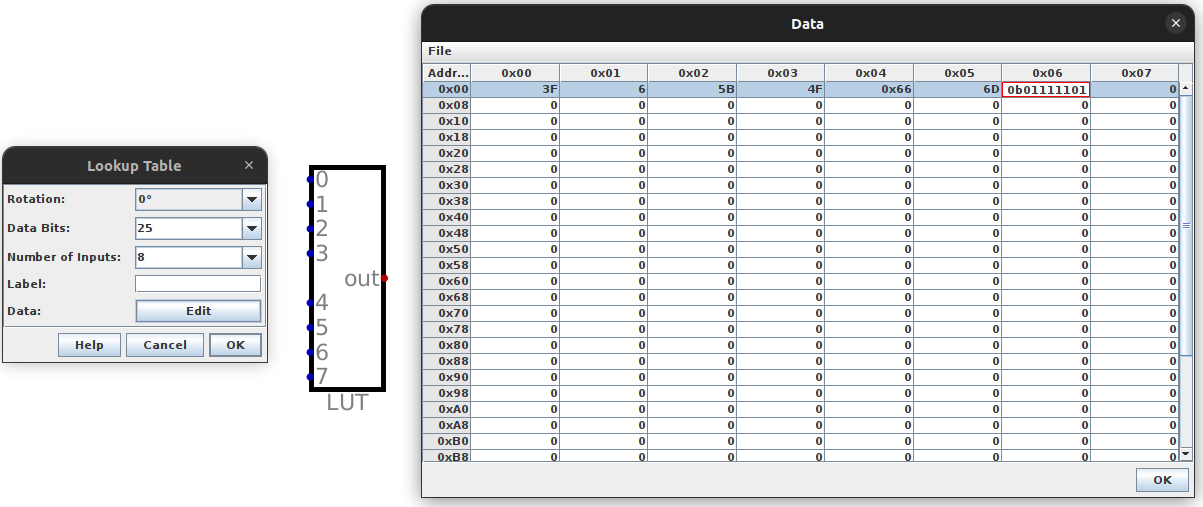 Lookup Table
Rotation: 0°
Data Bits: 25
Number of Inputs: 8
Label:
Data: Edit
Help Cancel OK
0
1
2
3
out
4
5
6
7
LUT
Data
File
Addr... 0x00 0x01 0x02 0x03 0x04 0x05 0x06 0x07
0x00 3F 6 5B 4F 0x66 6D 0b01111101 0
0x08 0 0 0 0 0 0 0 0
0x10 0 0 0 0 0 0 0 0
0x18 0 0 0 0 0 0 0 0
0x20 0 0 0 0 0 0 0 0
0x28 0 0 0 0 0 0 0 0
0x30 0 0 0 0 0 0 0 0
0x38 0 0 0 0 0 0 0 0
0x40 0 0 0 0 0 0 0 0
0x48 0 0 0 0 0 0 0 0
0x50 0 0 0 0 0 0 0 0
0x58 0 0 0 0 0 0 0 0
0x60 0 0 0 0 0 0 0 0
0x68 0 0 0 0 0 0 0 0
0x70 0 0 0 0 0 0 0 0
0x78 0 0 0 0 0 0 0 0
0x80 0 0 0 0 0 0 0 0
0x88 0 0 0 0 0 0 0 0
0x90 0 0 0 0 0 0 0 0
0x98 0 0 0 0 0 0 0 0
0xA0 0 0 0 0 0 0 0 0
0xA8 0 0 0 0 0 0 0 0
0xB0 0 0 0 0 0 0 0 0
0xB8 0 0 0 0 0 0 0 0
OK